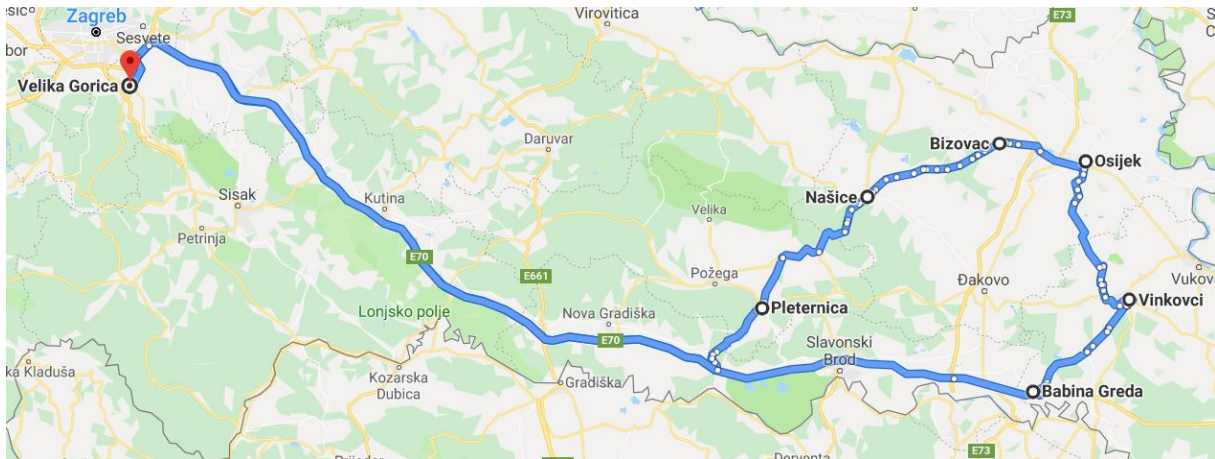 Zagreb
Sesvete
Velika Gorica
Virovitica
E73
Daruvar
Bizovac
Osijek
Sisak
Našice
Kutina
Velika
Petrinja
E70
E661
Požega
Đakovo
Vinkovci
Lonjsko polje
Pleternica
Nova Gradiška
E70
Slavonski
Brod
Kozarska
Dubica
Gradiška
Babina Greda
E73
Derventa